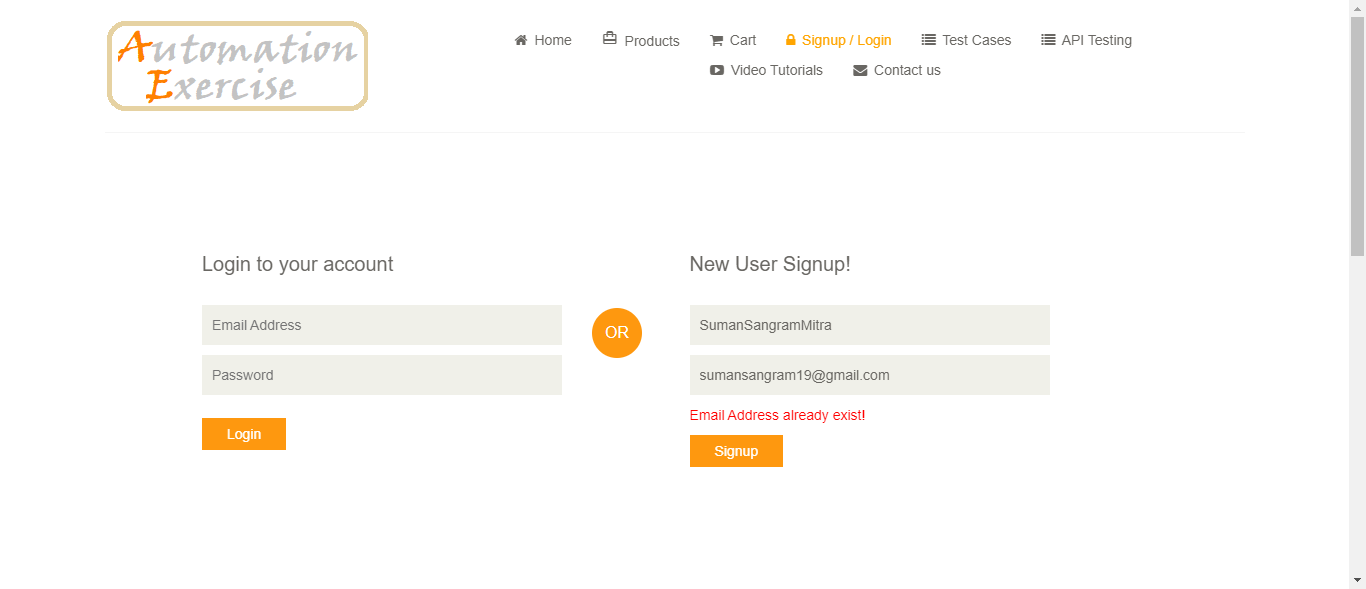 Automation
Exercise
Home Products Cart Signup / Login Test Cases API Testing
Video Tutorials Contact us
Login to your account
Email Address
Password
Login
OR
New User Signup!
SumanSangramMitra
sumansangram19@gmail.com
Email Address already exist!
Signup